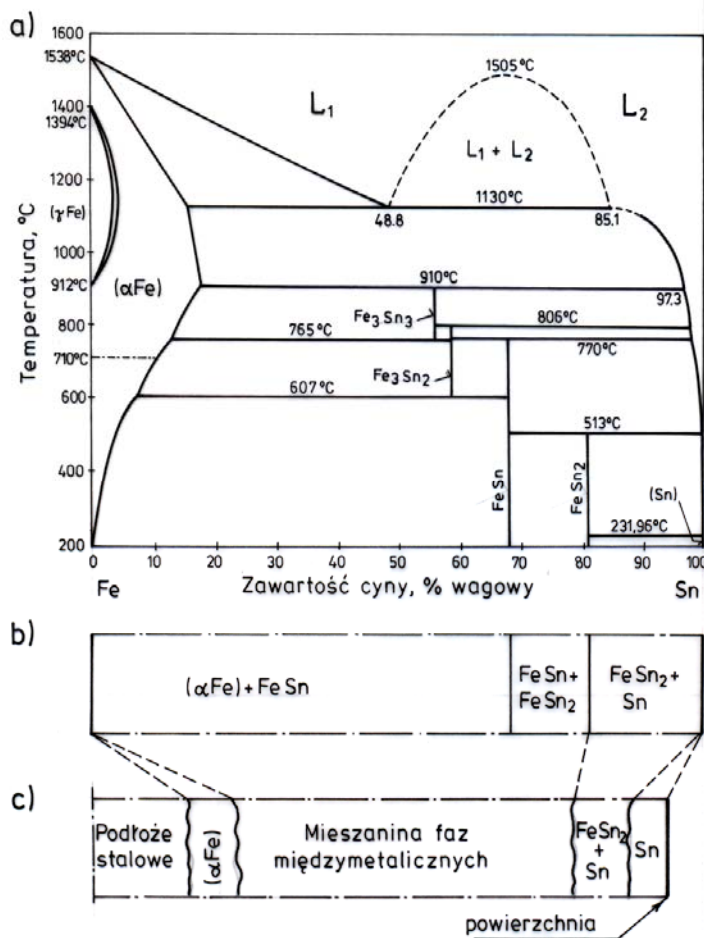 a)
1600
1538°C
1505°C
1400
1394°C
L₁
L₂
L₁ + L₂
1200
(γFe)
1130°C
48.8
85.1
1000
912°C
(αFe)
910°C
97.3
Fe₃Sn₃
806°C
800
765°C
770°C
710°C
Fe₃Sn₂
607°C
600
513°C
400
FeSn
FeSn₂
(Sn)
231,96°C
200
Temperatura, °C
0 10 20 30 40 50 60 70 80 90 100
Fe
Zawartość cyny, % wagowy
Sn
b)
(αFe) + FeSn
FeSn +
FeSn₂
FeSn₂ +
Sn
c)
Podłoże
stalowe
(αFe)
Mieszanina faz
międzymetalicznych
FeSn₂
+
Sn
Sn
powierzchnia